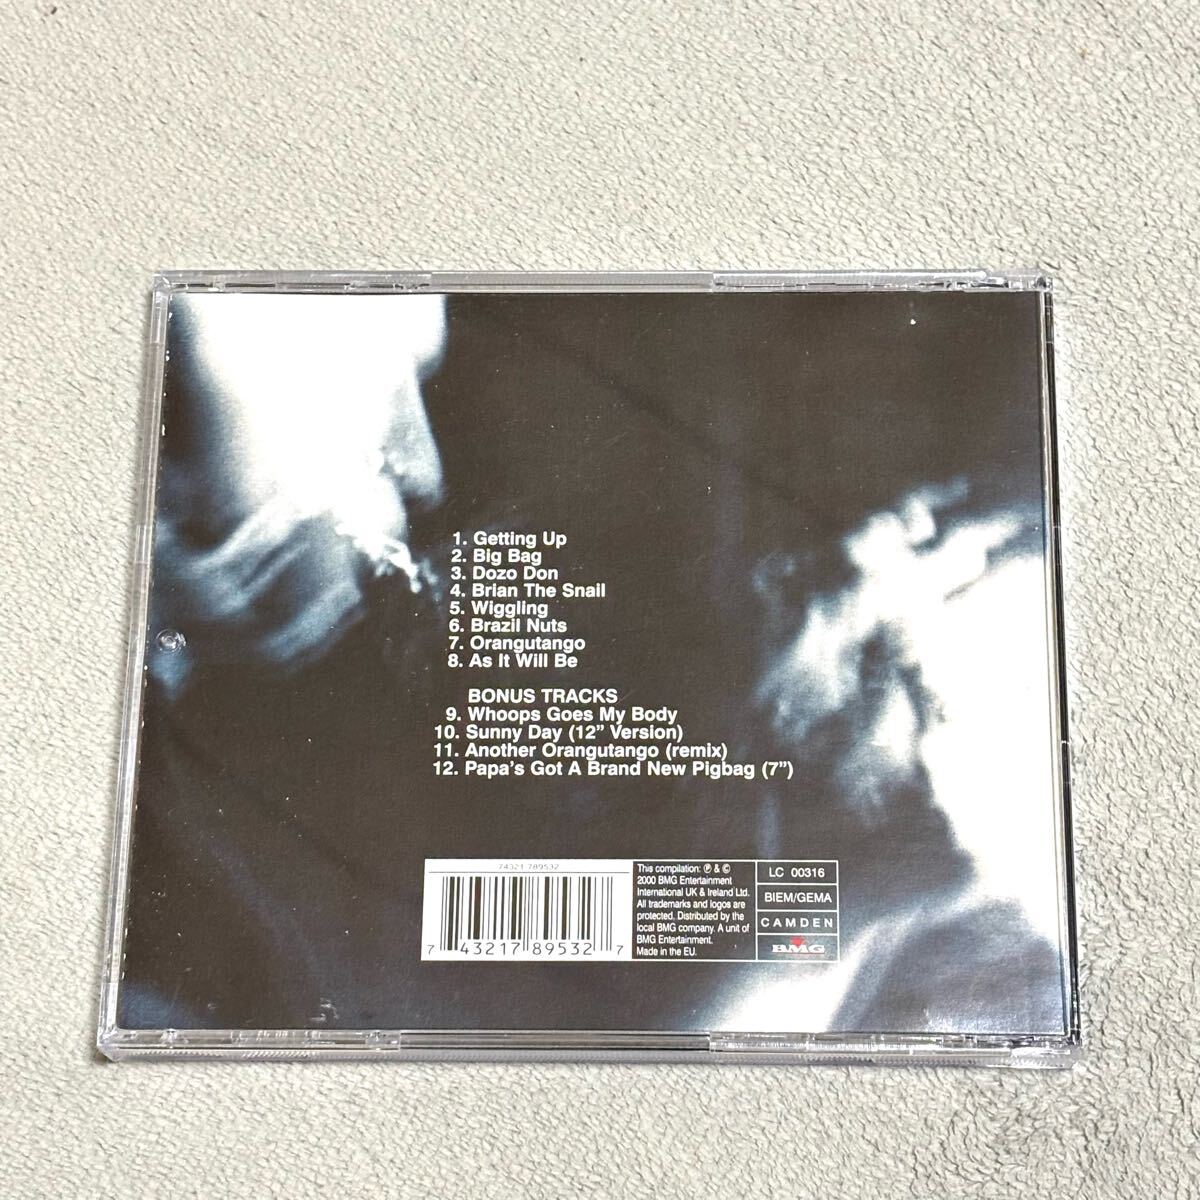 1. Getting Up
2. Big Bag
3. Dozo Don
4. Brian The Snail
5. Wiggling
6. Brazil Nuts
7. Orangutango
8. As It Will Be
BONUS TRACKS
9. Whoops Goes My Body
10. Sunny Day (12" Version)
11. Another Orangutango (remix)
12. Papa's Got A Brand New Pigbag (7")
74321 789532
7 43217 89532 7
This compilation: ℗ & ©
2000 BMG Entertainment
International UK & Ireland Ltd.
All trademarks and logos are
protected. Distributed by the
local BMG company. A unit of
BMG Entertainment.
Made in the EU.
LC 00316
BIEM/GEMA
CAMDEN
BMG